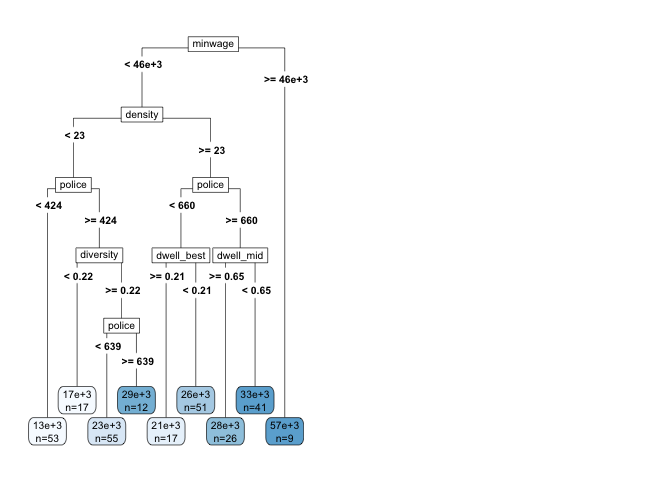 minwage
< 46e+3
>= 46e+3
density
< 23
>= 23
police
police
< 424
>= 424
< 660
>= 660
diversity
dwell_best
dwell_mid
< 0.22
>= 0.22
>= 0.21
< 0.21
>= 0.65
< 0.65
police
< 639
>= 639
17e+3
n=17
29e+3
n=12
26e+3
n=51
33e+3
n=41
13e+3
n=53
23e+3
n=55
21e+3
n=17
28e+3
n=26
57e+3
n=9